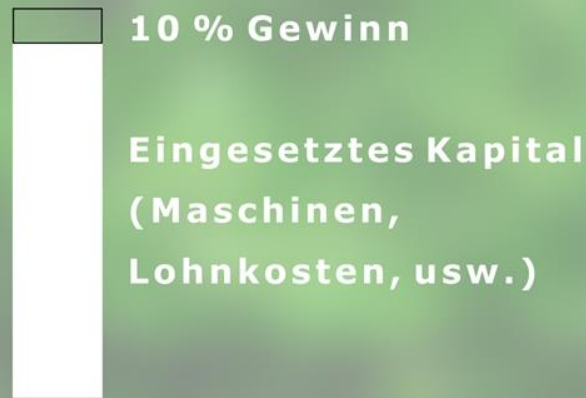 10 % Gewinn
Eingesetztes Kapital
(Maschinen,
Lohnkosten, usw.)